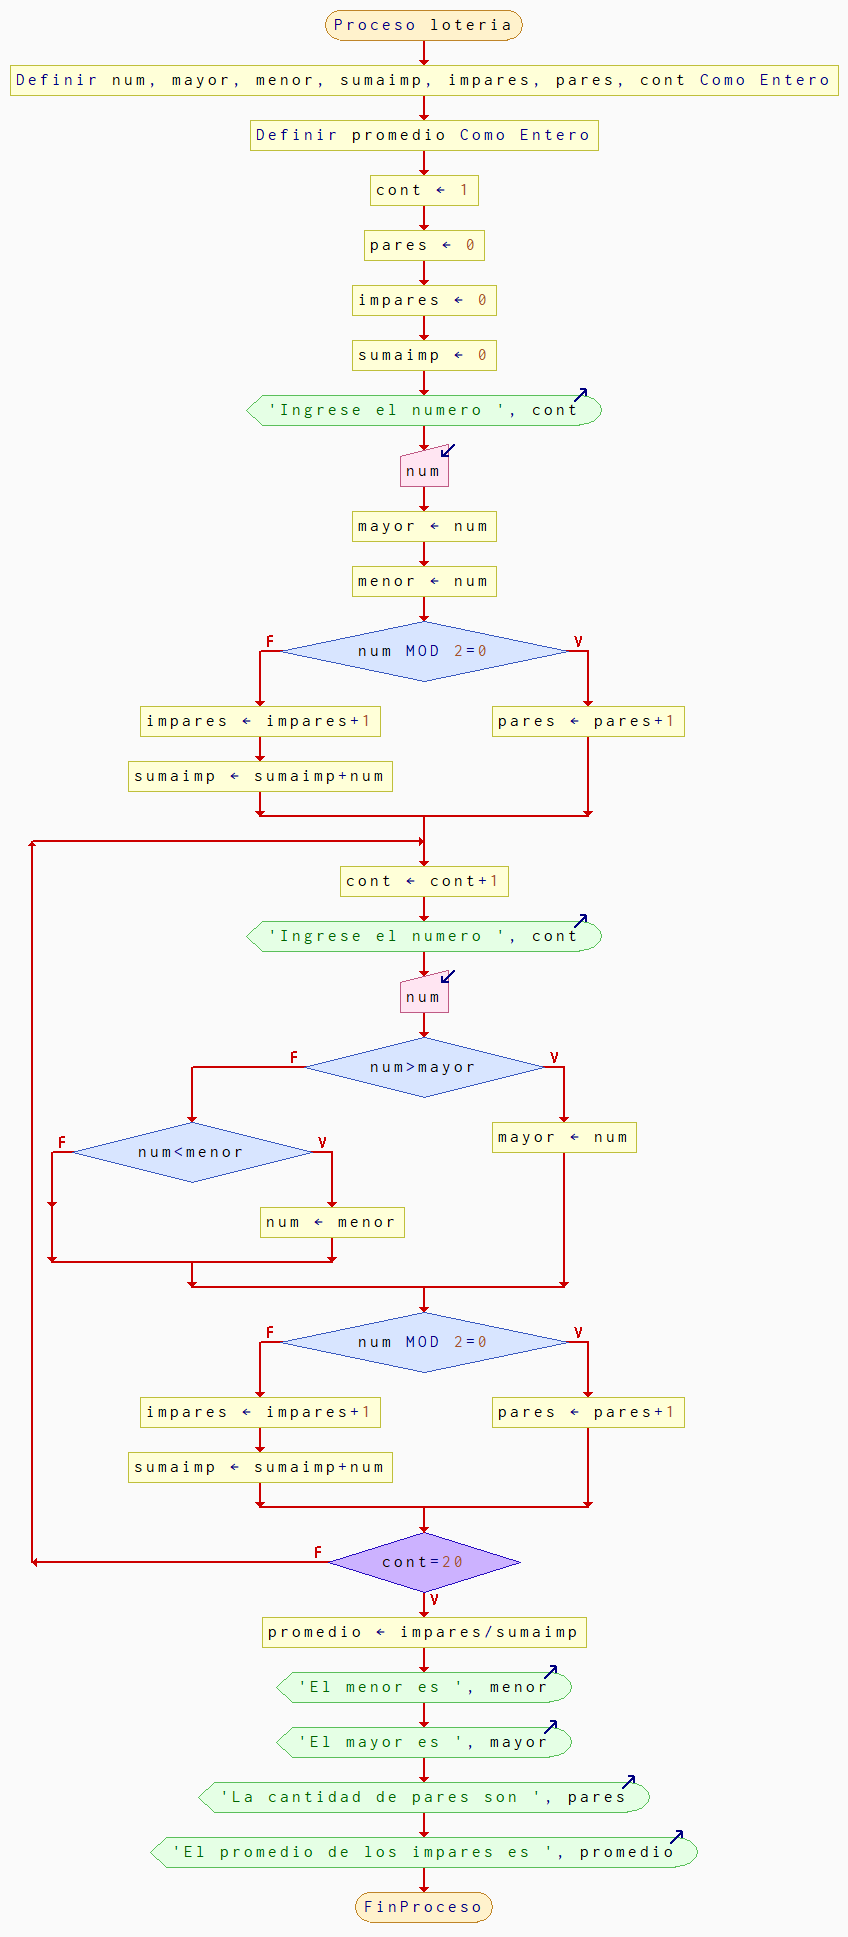 Proceso loteria
Definir num, mayor, menor, sumaimp, impares, pares, cont Como Entero
Definir promedio Como Entero
cont ← 1
pares ← 0
impares ← 0
sumaimp ← 0
'Ingrese el numero ', cont
num
mayor ← num
menor ← num
F
V
num MOD 2=0
impares ← impares+1
pares ← pares+1
sumaimp ← sumaimp+num
cont ← cont+1
'Ingrese el numero ', cont
num
F
V
num>mayor
mayor ← num
F
V
num<menor
num ← menor
F
V
num MOD 2=0
impares ← impares+1
pares ← pares+1
sumaimp ← sumaimp+num
F
cont=20
V
promedio ← impares/sumaimp
'El menor es ', menor
'El mayor es ', mayor
'La cantidad de pares son ', pares
'El promedio de los impares es ', promedio
FinProceso